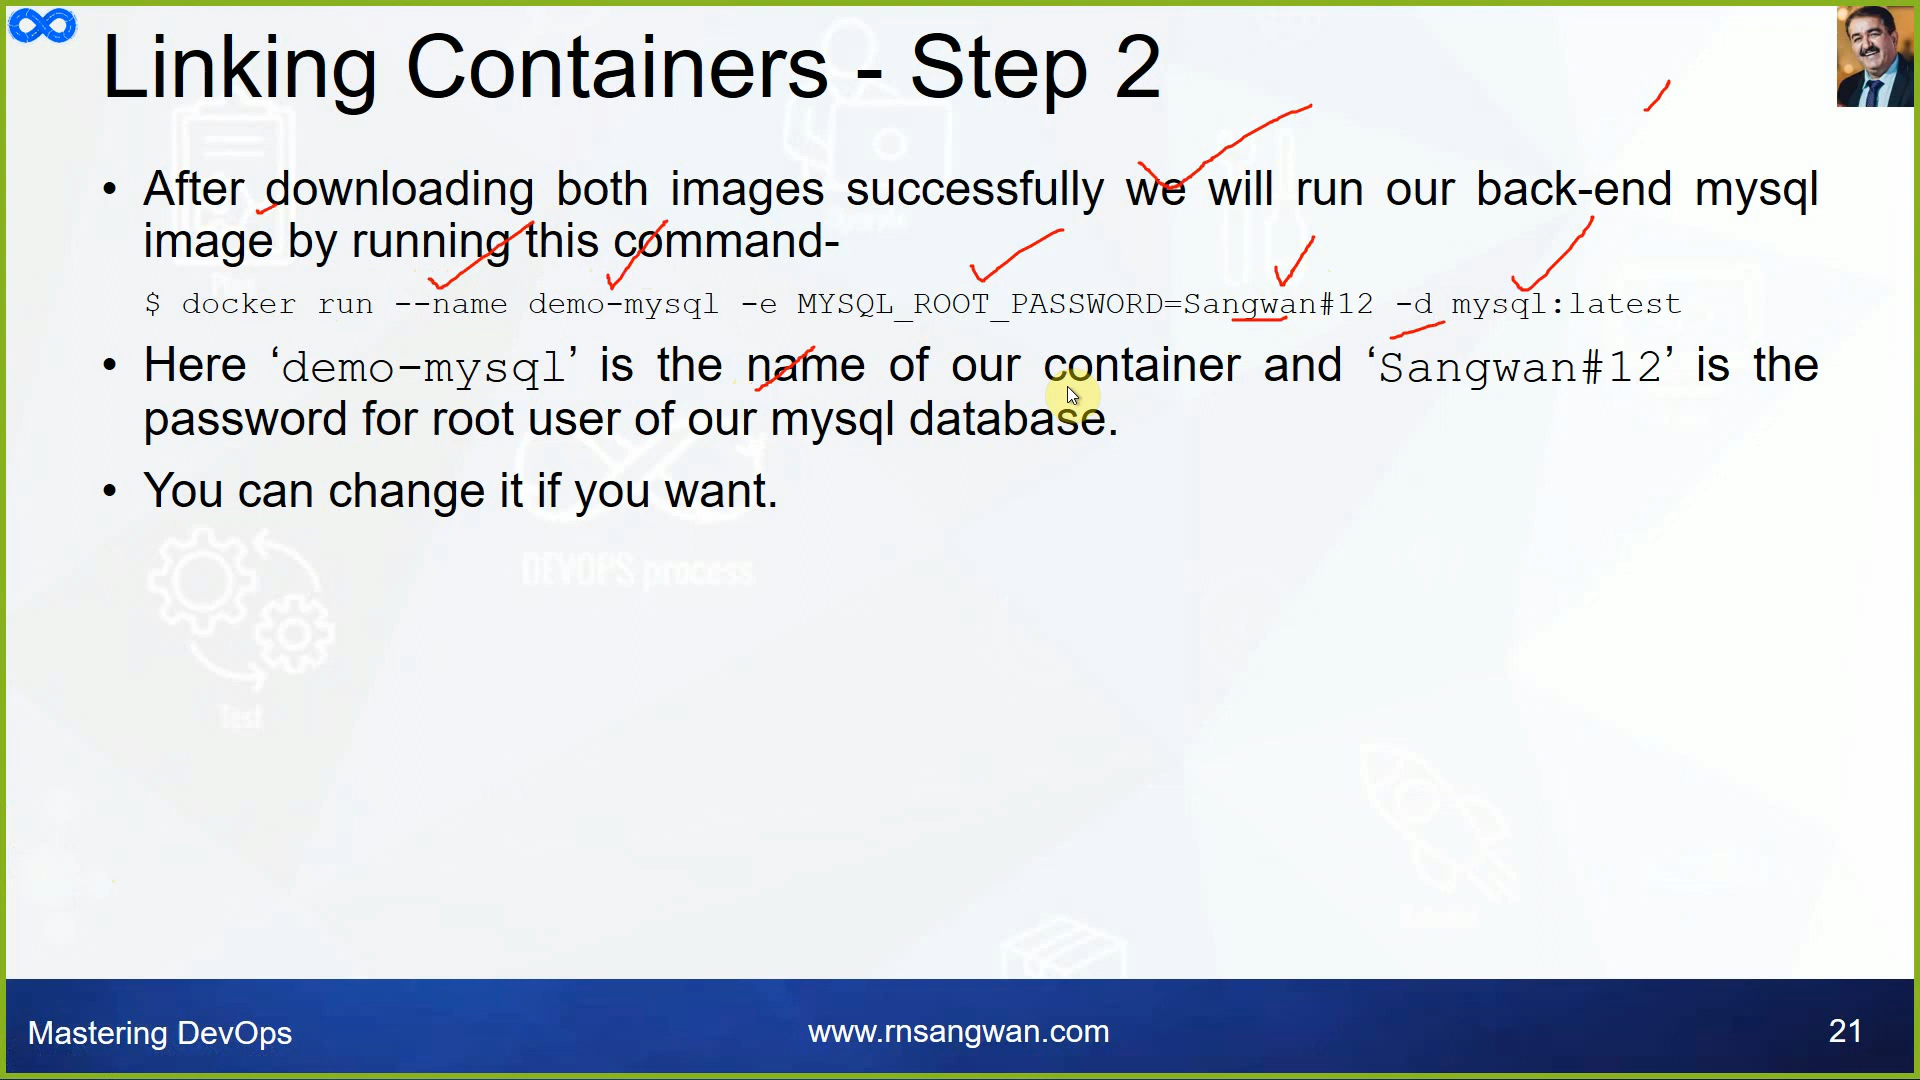 Linking Containers - Step 2
• After downloading both images successfully we will run our back-end mysql
image by running this command-
$ docker run --name demo-mysql -e MYSQL_ROOT_PASSWORD=Sangwan#12 -d mysql:latest
• Here ‘demo-mysql’ is the name of our container and ‘Sangwan#12’ is the
password for root user of our mysql database.
• You can change it if you want.
DEVOPS process
Test
Mastering DevOps
www.rnsangwan.com
21